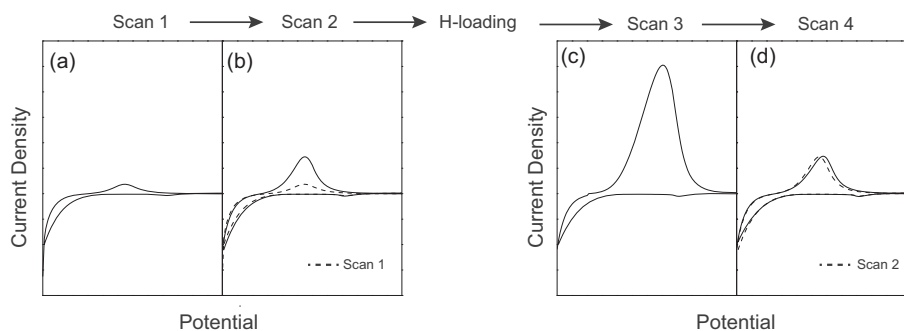 Scan 1 Scan 2 H-loading Scan 3 Scan 4
(a) (b) (c) (d)
Current Density Current Density
Scan 1 Scan 2
Potential Potential